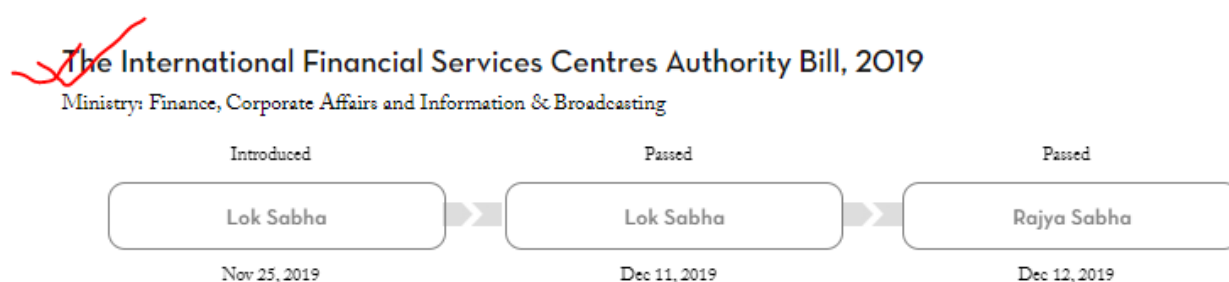 The International Financial Services Centres Authority Bill, 2019
Ministry: Finance, Corporate Affairs and Information & Broadcasting
Introduced Passed Passed
Lok Sabha Lok Sabha Rajya Sabha
Nov 25, 2019 Dec 11, 2019 Dec 12, 2019